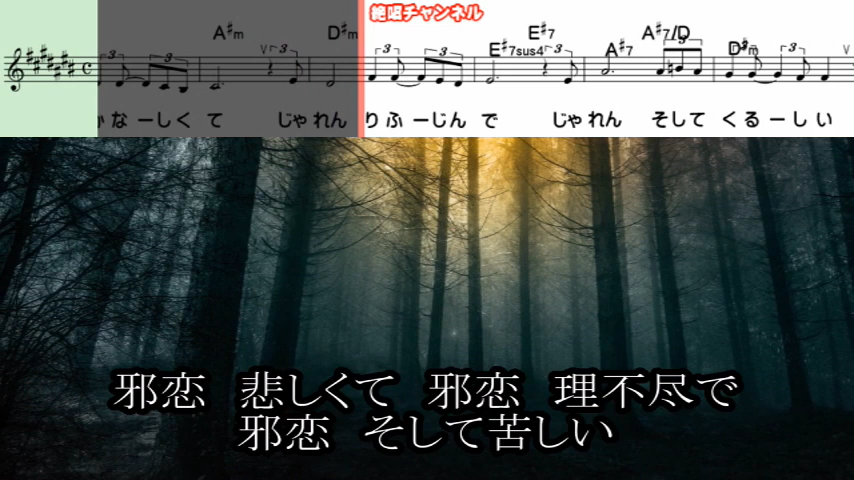 絶唱チャンネル
A♯m D♯m E♯7sus4 E♯7 A♯7 A♯7/D D♯m
かな ーしく て じゃ れん り ふ ーじん で じゃ れん そして くる ーし い
邪恋 悲しくて 邪恋 理不尽で
邪恋 そして苦しい